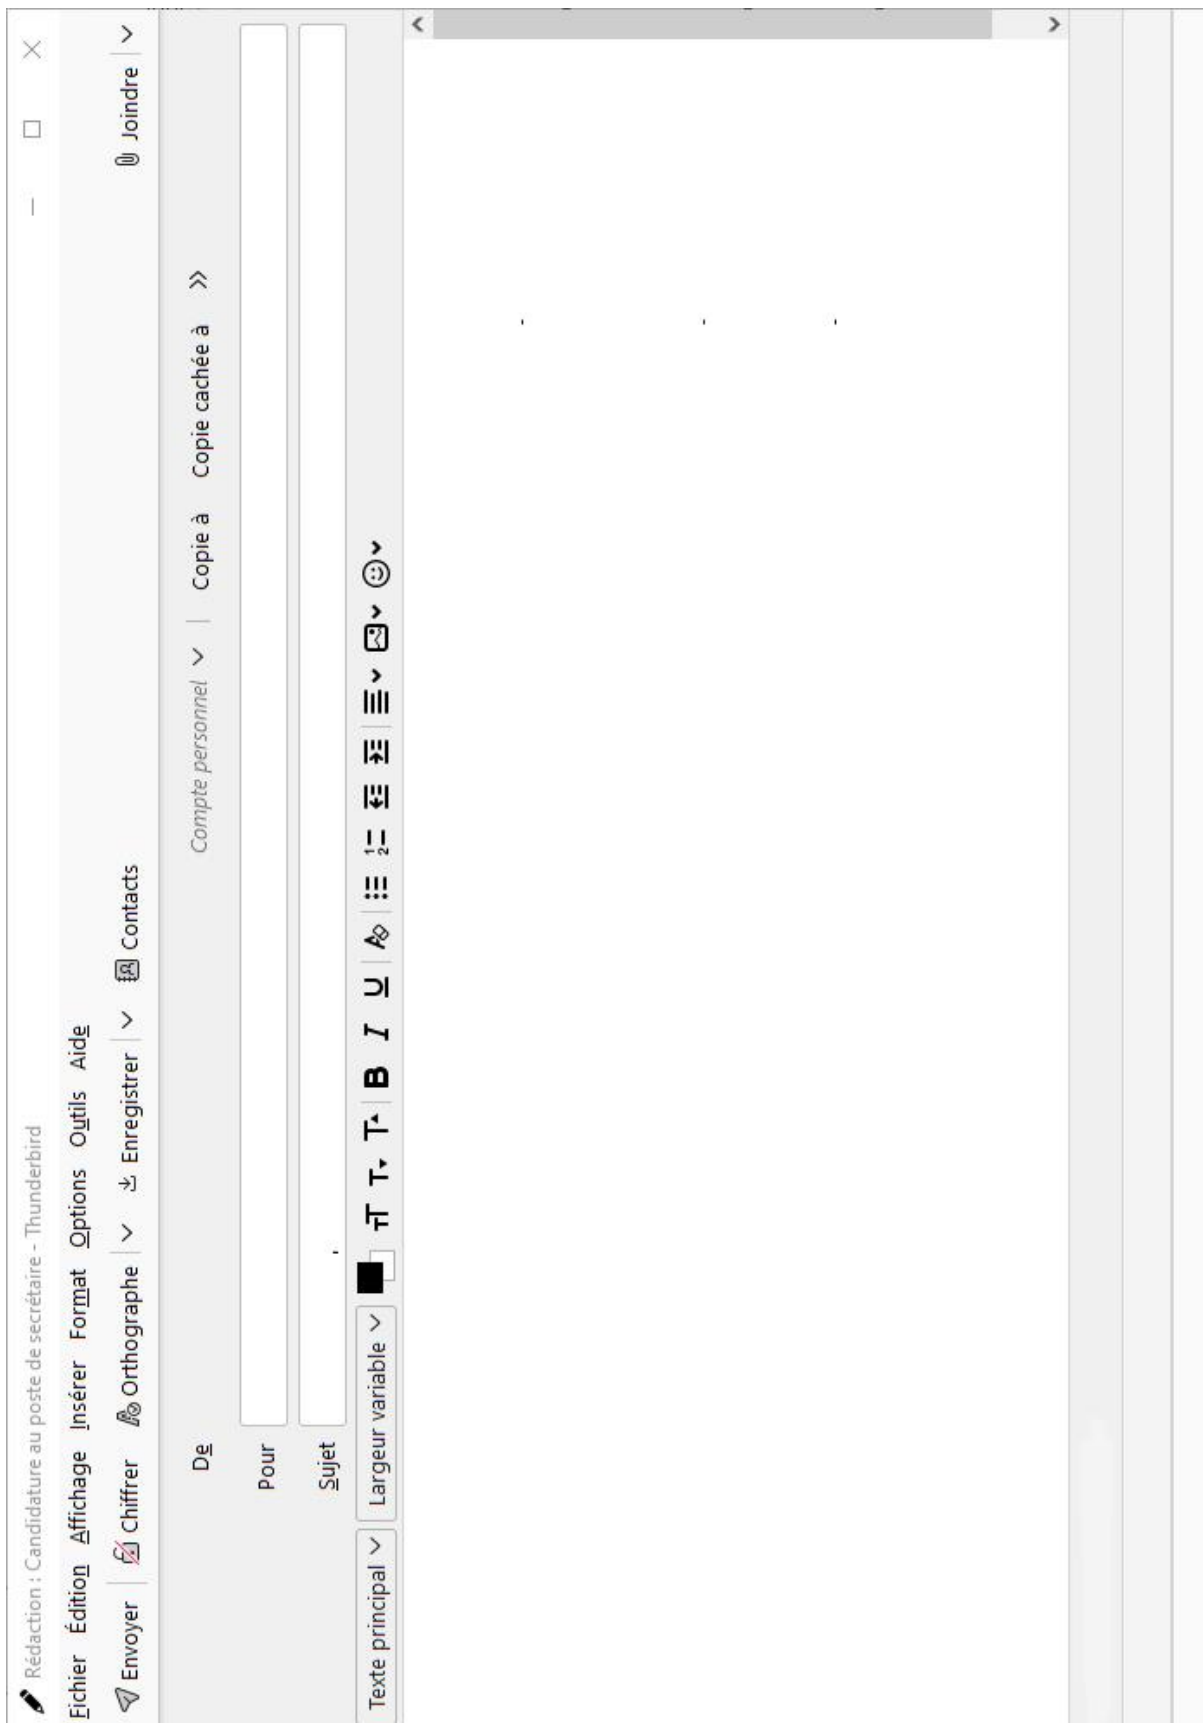 Rédaction : Candidature au poste de secrétaire - Thunderbird
Fichier Édition Affichage Insérer Format Options Outils Aide
Envoyer Chiffrer Orthographe Enregistrer Contacts Joindre
De Compte personnel Copie à Copie cachée à
Pour
Sujet
Texte principal Largeur variable